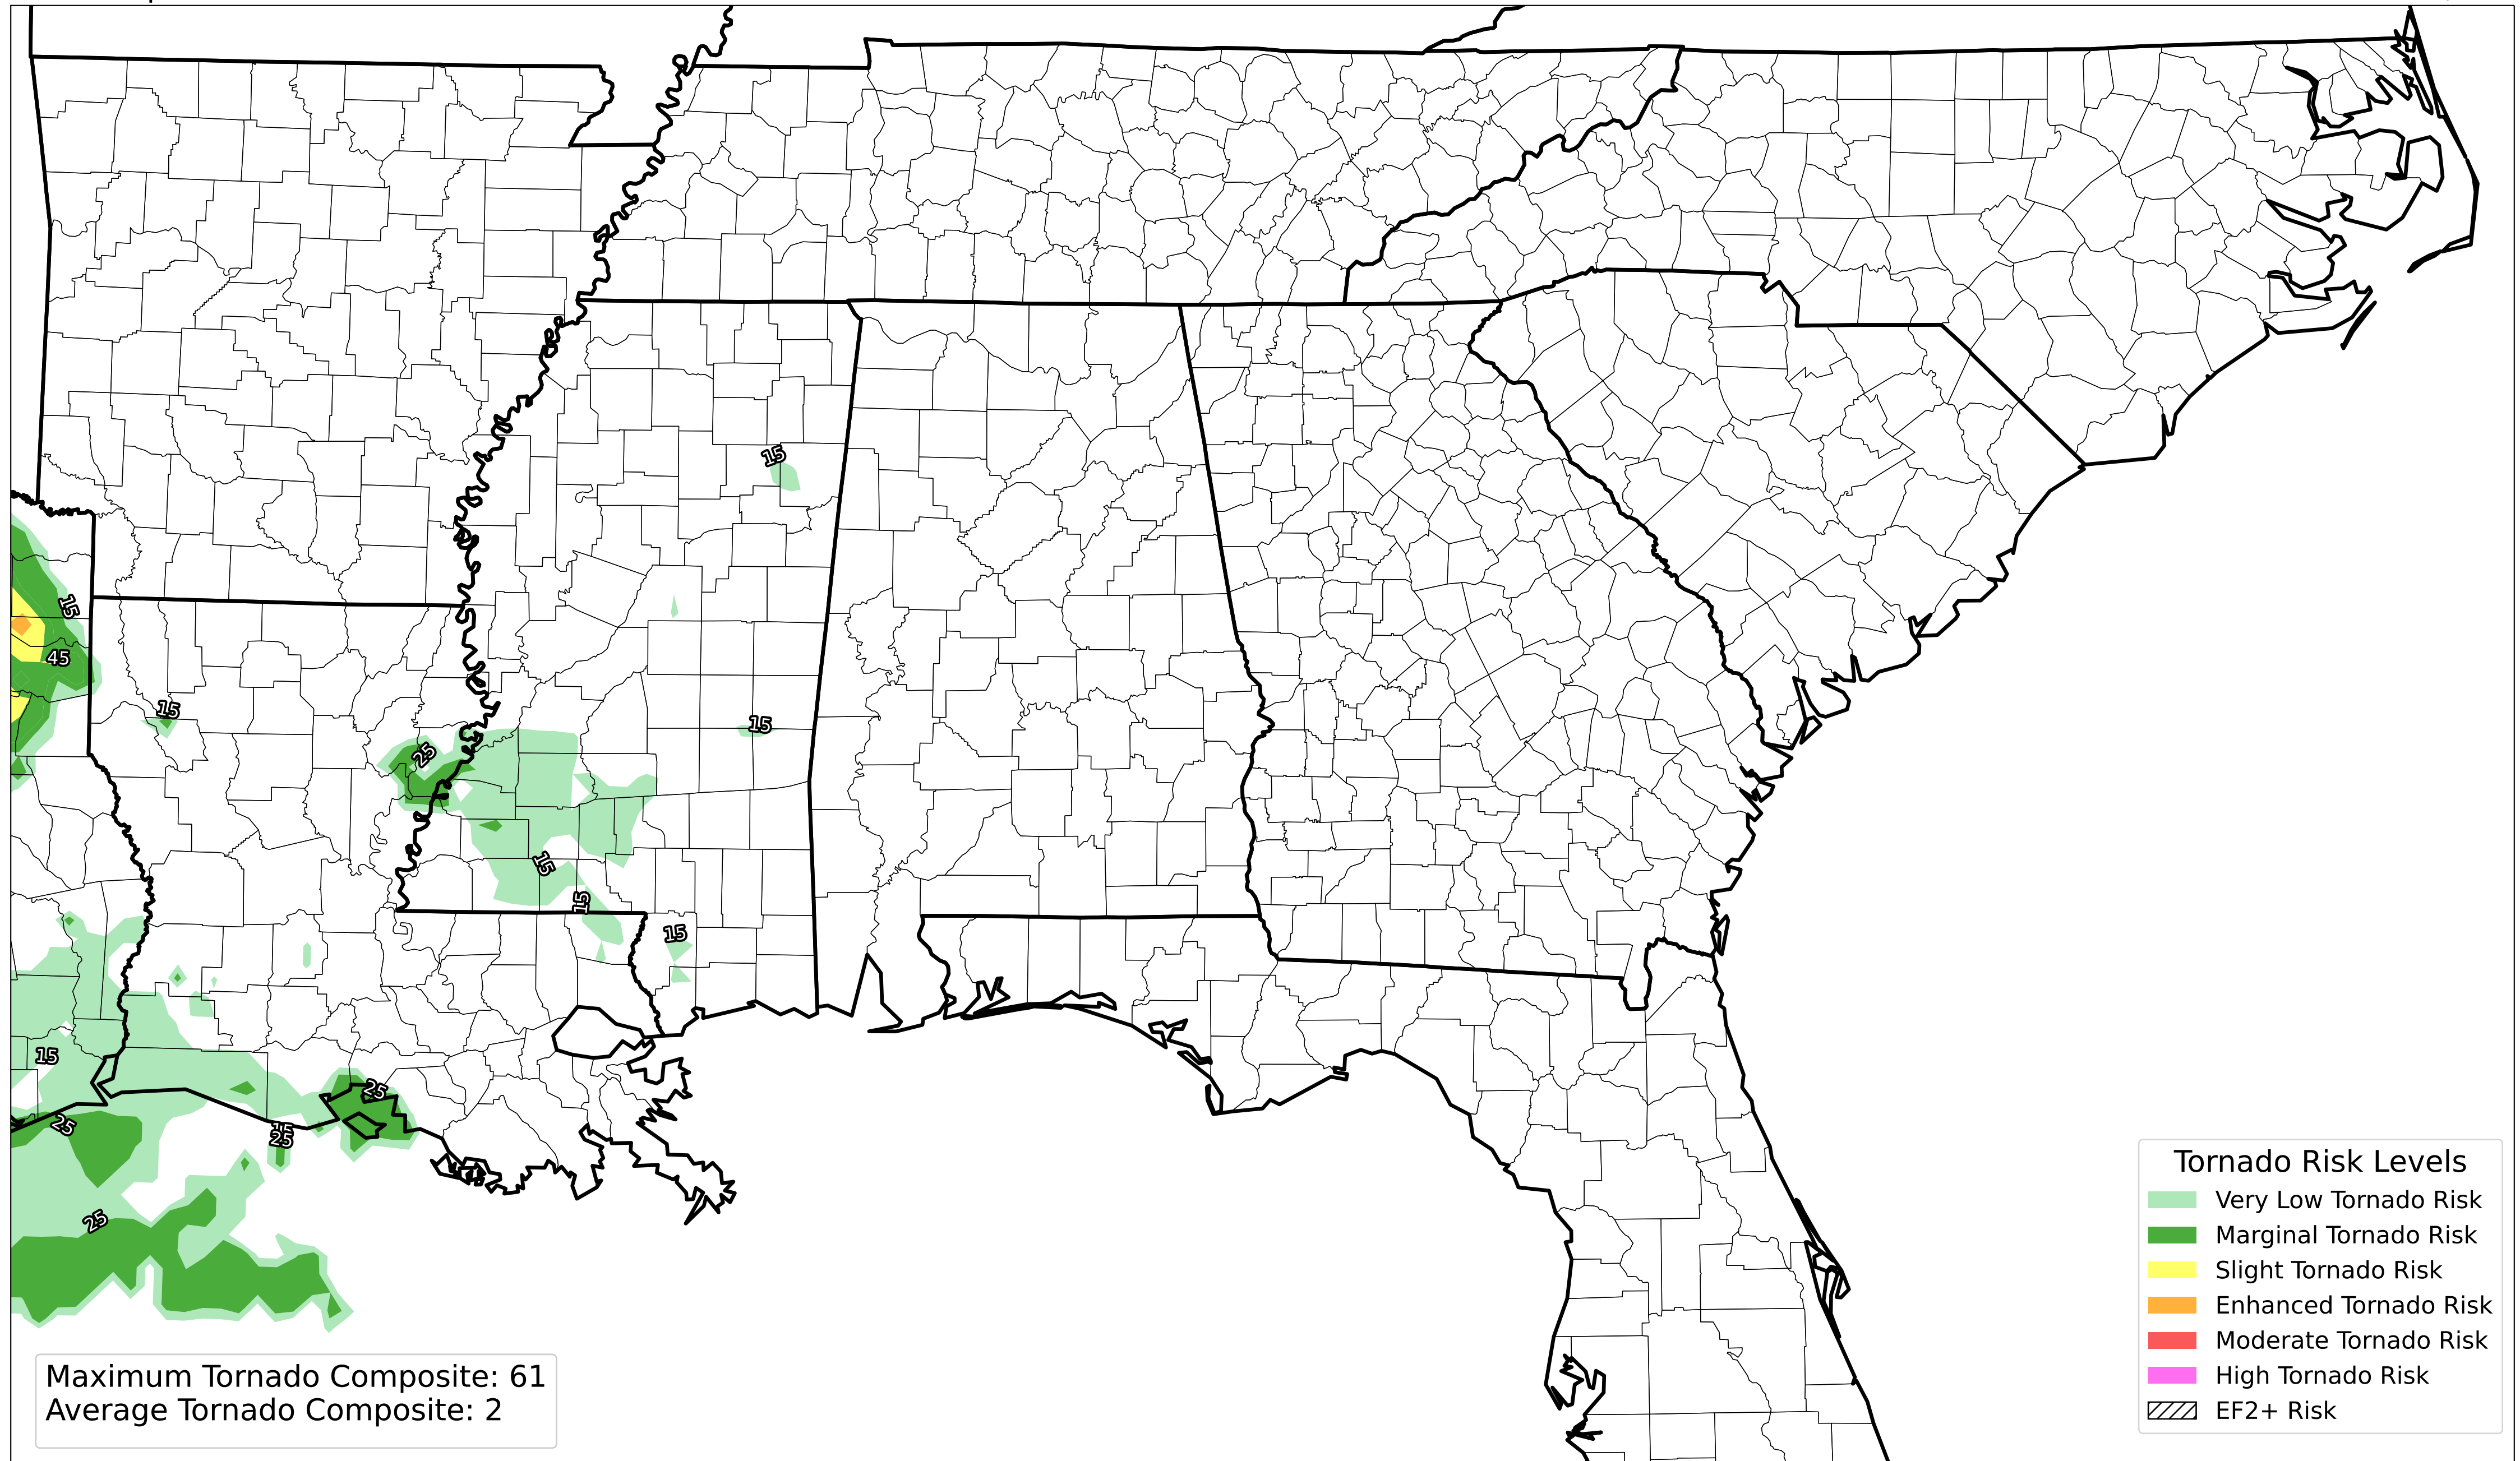 15
15
45
15
15
25
15
15
15
15
25
25
15
25
25
Tornado Risk Levels
Very Low Tornado Risk
Marginal Tornado Risk
Slight Tornado Risk
Enhanced Tornado Risk
Moderate Tornado Risk
High Tornado Risk
EF2+ Risk
Maximum Tornado Composite: 61
Average Tornado Composite: 2